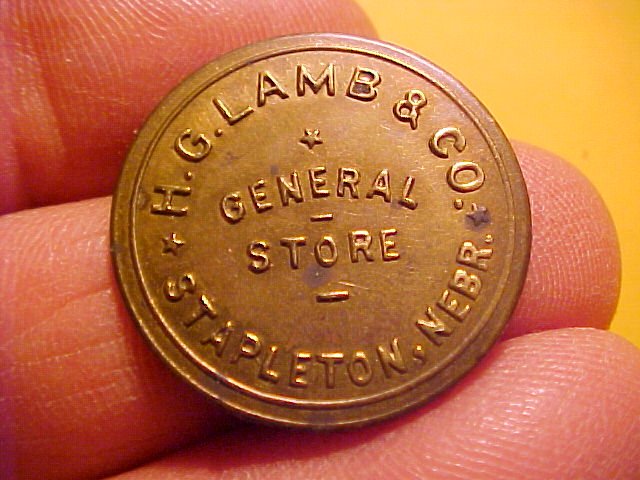 H. G. LAMB & CO.
GENERAL
STORE
STAPLETON, NEBR.